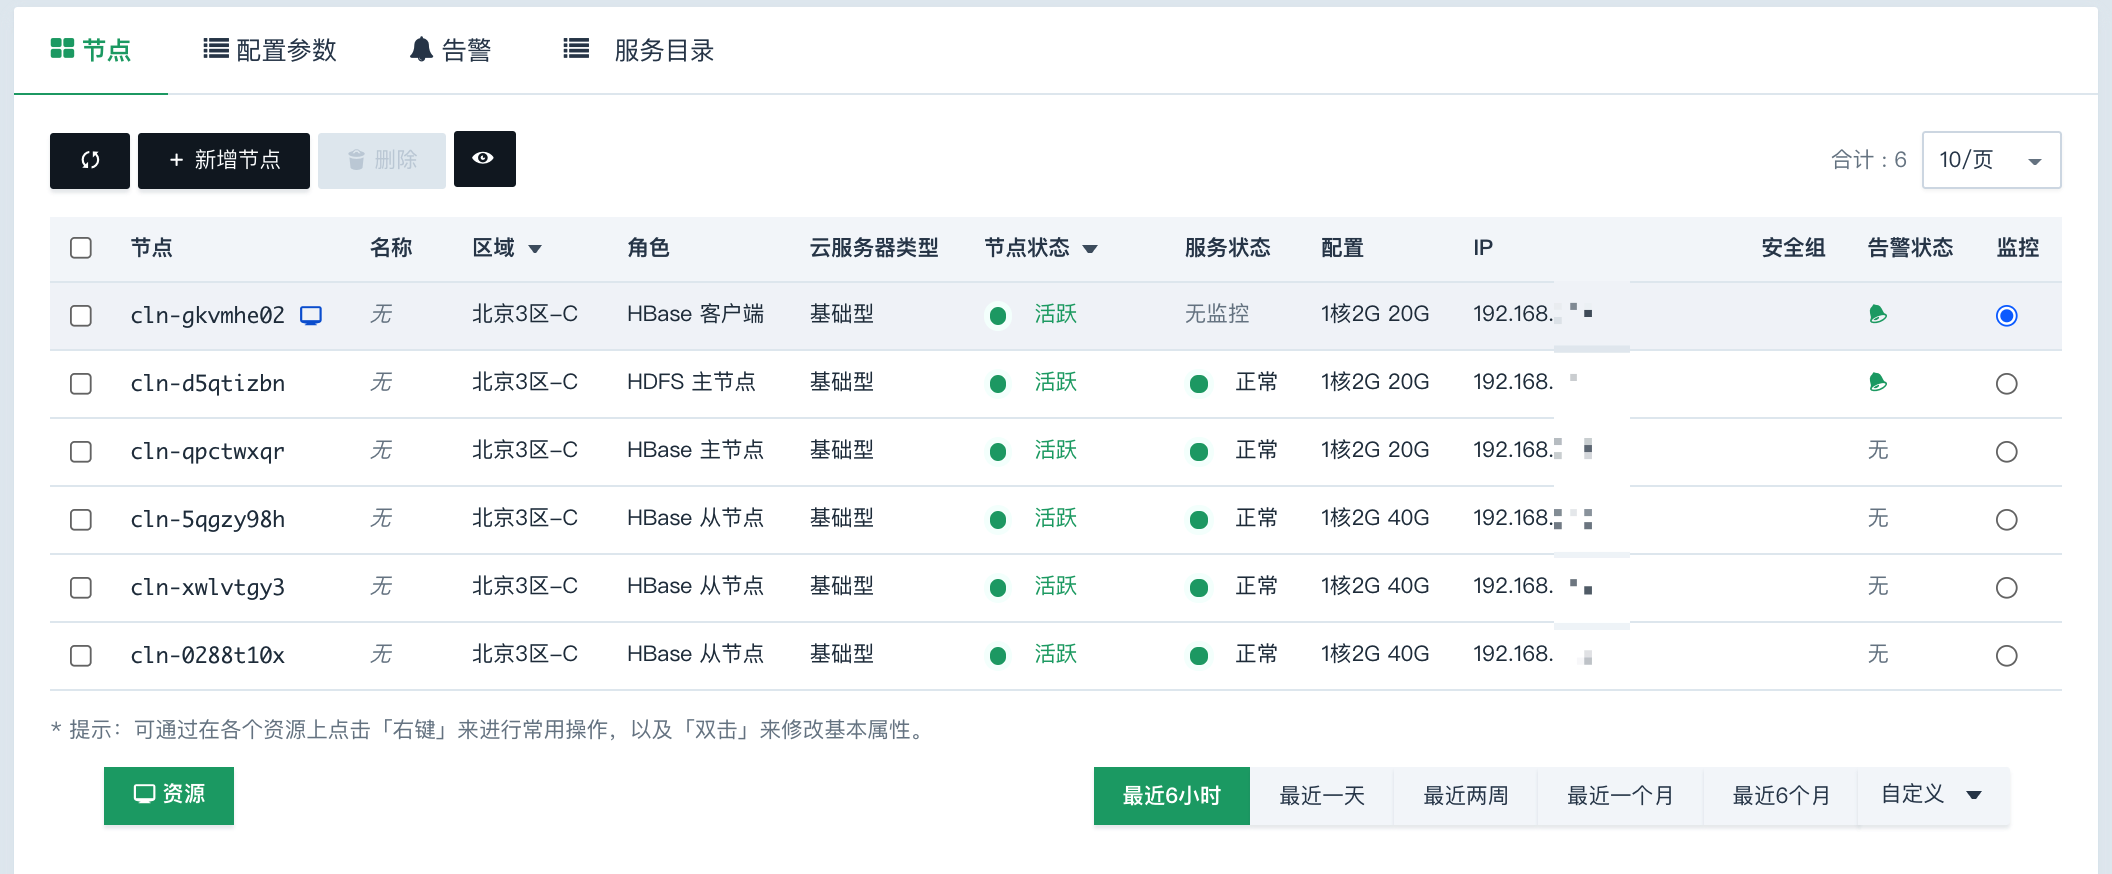 节点 配置参数 告警 服务目录
+ 新增节点 删除 合计：6 10/页
节点 名称 区域 角色 云服务器类型 节点状态 服务状态 配置 IP 安全组 告警状态 监控
cln-gkvmhe02 无 北京3区-C HBase 客户端 基础型 活跃 无监控 1核2G 20G 192.168.
cln-d5qtizbn 无 北京3区-C HDFS 主节点 基础型 活跃 正常 1核2G 20G 192.168.
cln-qpctwxqr 无 北京3区-C HBase 主节点 基础型 活跃 正常 1核2G 20G 192.168. 无
cln-5qgzy98h 无 北京3区-C HBase 从节点 基础型 活跃 正常 1核2G 40G 192.168. 无
cln-xwlvtgy3 无 北京3区-C HBase 从节点 基础型 活跃 正常 1核2G 40G 192.168. 无
cln-0288t10x 无 北京3区-C HBase 从节点 基础型 活跃 正常 1核2G 40G 192.168. 无
* 提示：可通过在各个资源上点击「右键」来进行常用操作，以及「双击」来修改基本属性。
资源 最近6小时 最近一天 最近两周 最近一个月 最近6个月 自定义